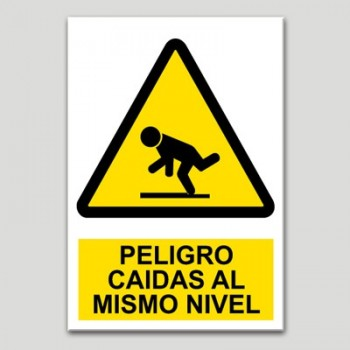 PELIGRO
CAIDAS AL
MISMO NIVEL